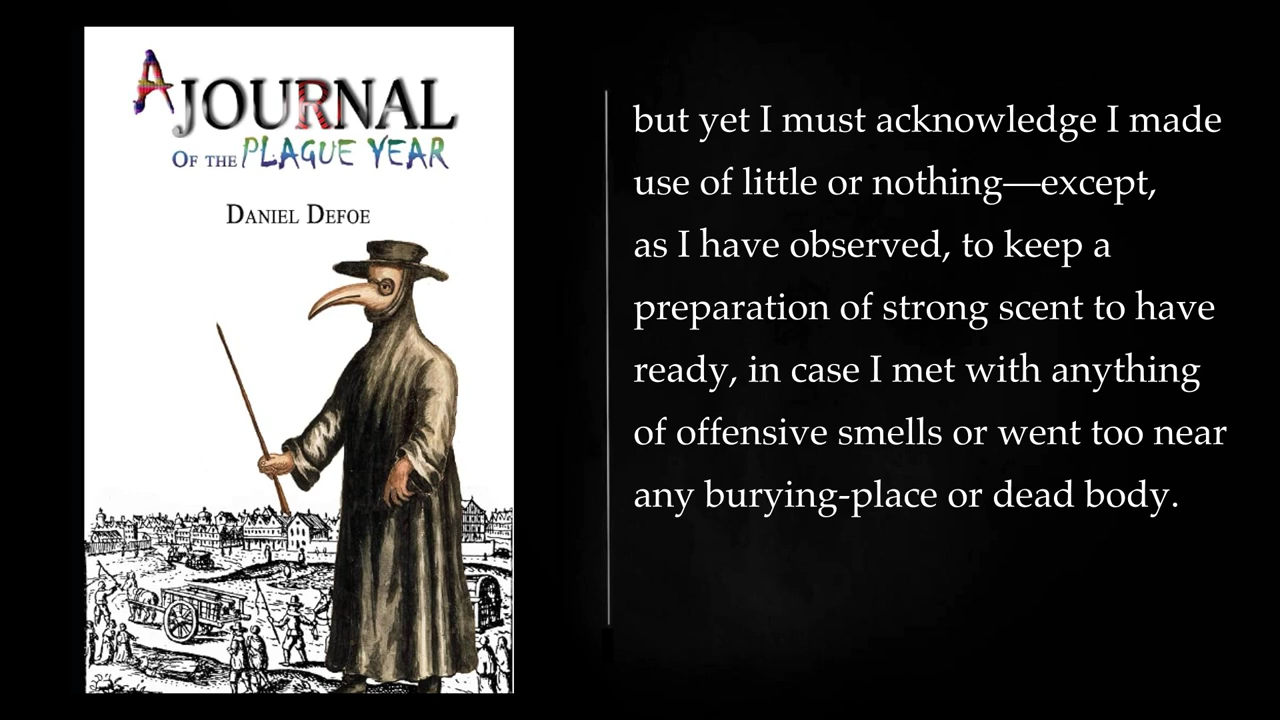 A JOURNAL
OF THE PLAGUE YEAR
DANIEL DEFOE
but yet I must acknowledge I made
use of little or nothing—except,
as I have observed, to keep a
preparation of strong scent to have
ready, in case I met with anything
of offensive smells or went too near
any burying-place or dead body.